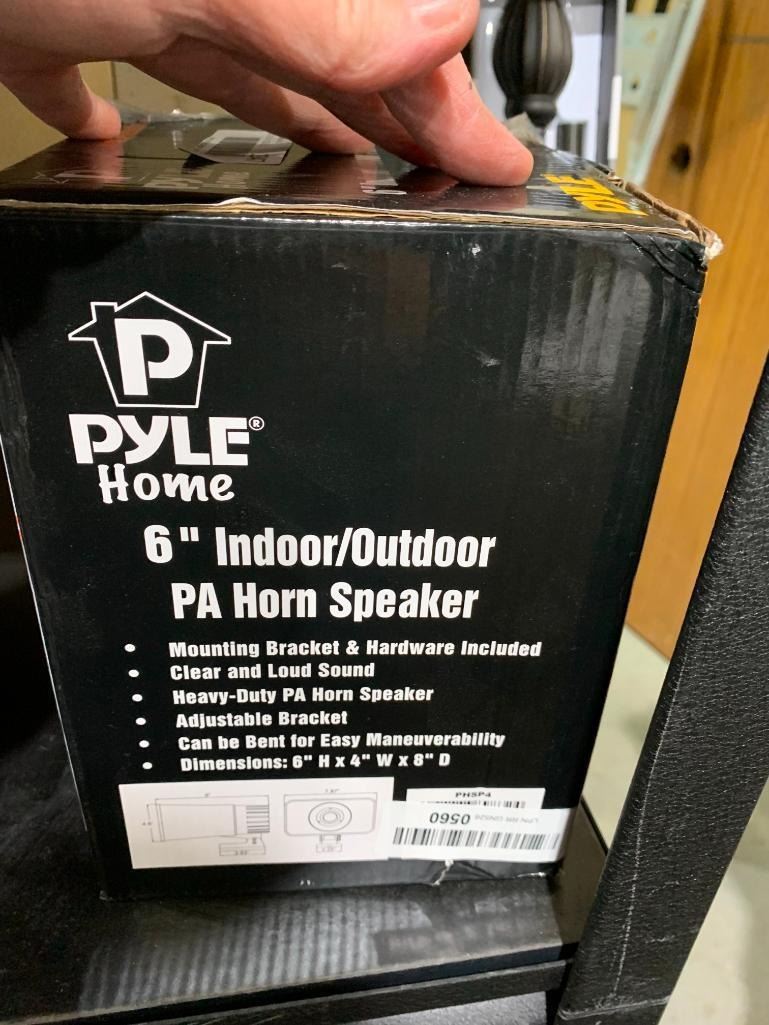 PYLE
P
PYLE®
Home
6" Indoor/Outdoor
PA Horn Speaker
• Mounting Bracket & Hardware Included
• Clear and Loud Sound
• Heavy-Duty PA Horn Speaker
• Adjustable Bracket
• Can be Bent for Easy Maneuverability
• Dimensions: 6" H x 4" W x 8" D
PHSP4
0560